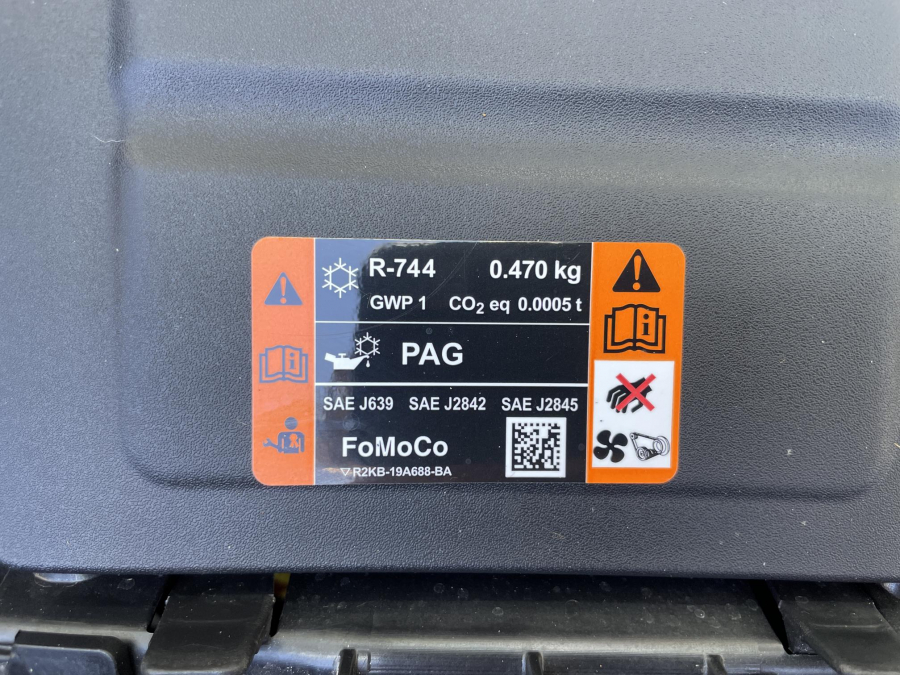 R-744 0.470 kg
GWP 1 CO₂ eq 0.0005 t
PAG
SAE J639 SAE J2842 SAE J2845
FoMoCo
▽R2KB-19A688-BA